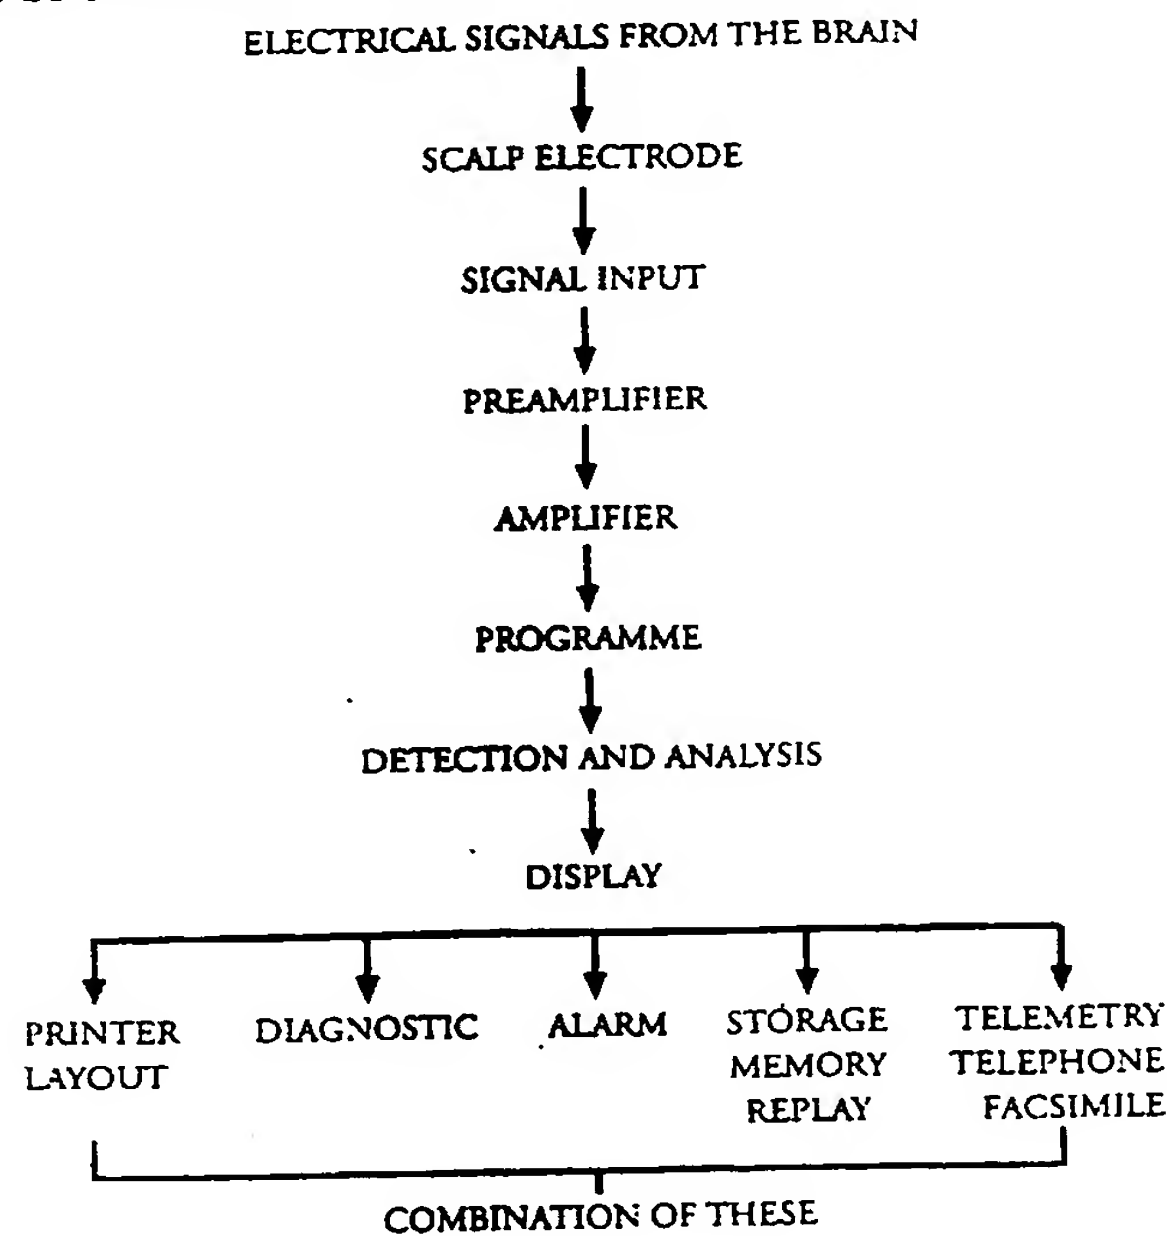 ELECTRICAL SIGNALS FROM THE BRAIN
SCALP ELECTRODE
SIGNAL INPUT
PREAMPLIFIER
AMPLIFIER
PROGRAMME
DETECTION AND ANALYSIS
DISPLAY
PRINTER
LAYOUT
DIAGNOSTIC
ALARM
STORAGE
MEMORY
REPLAY
TELEMETRY
TELEPHONE
FACSIMILE
COMBINATION OF THESE